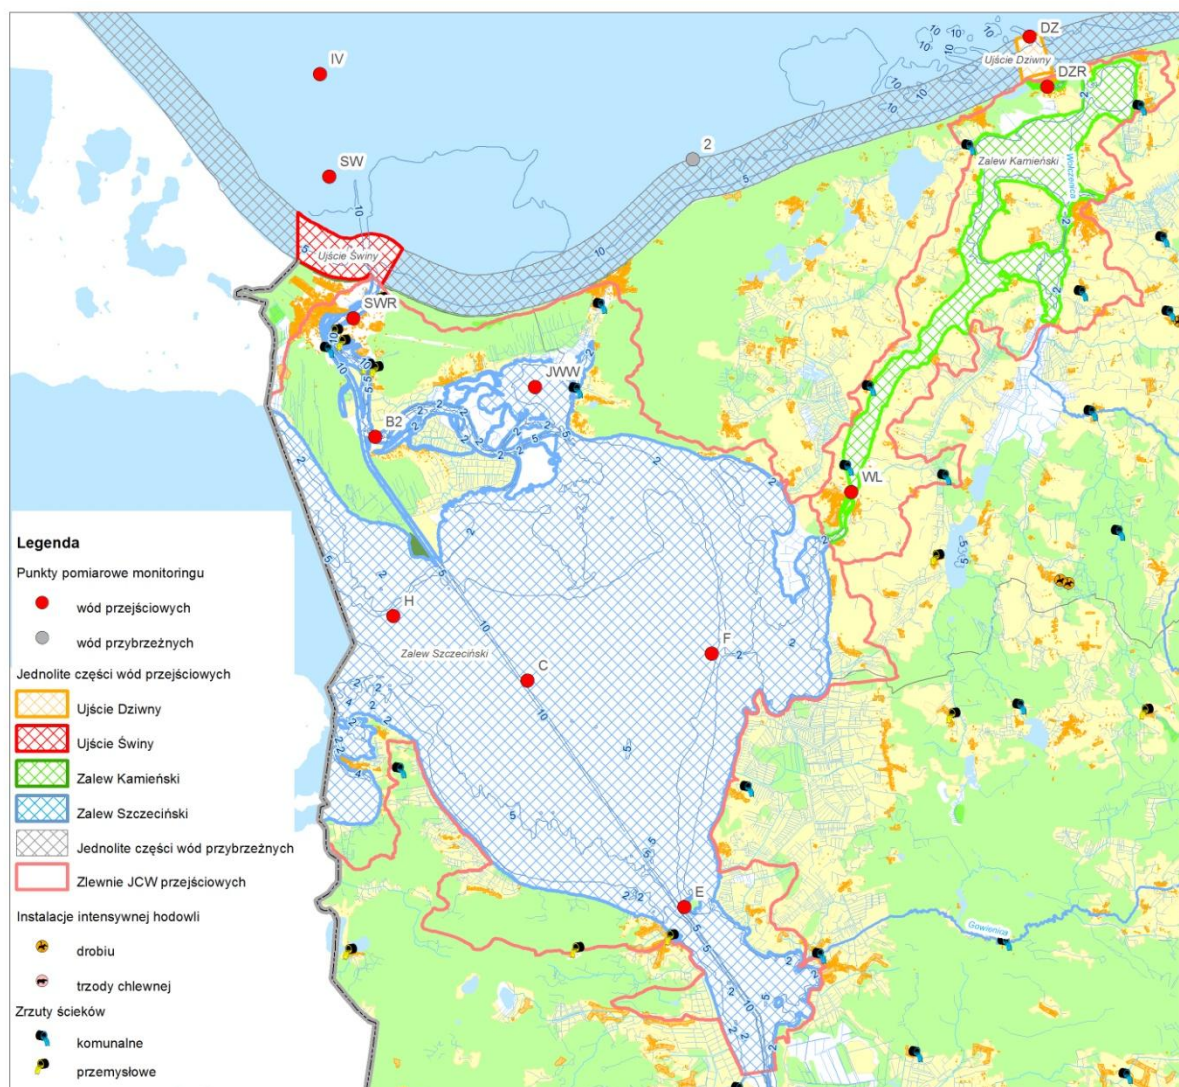 DZ
Ujście Dziwny
DZR
IV
SW
2
Zalew Kamieński
Wołczenica
Ujście Świny
SWR
JWW
B2
WL
H
F
Zalew Szczeciński
C
E
Gowienica
Legenda
Punkty pomiarowe monitoringu
wód przejściowych
wód przybrzeżnych
Jednolite części wód przejściowych
Ujście Dziwny
Ujście Świny
Zalew Kamieński
Zalew Szczeciński
Jednolite części wód przybrzeżnych
Zlewnie JCW przejściowych
Instalacje intensywnej hodowli
drobiu
trzody chlewnej
Zrzuty ścieków
komunalne
przemysłowe